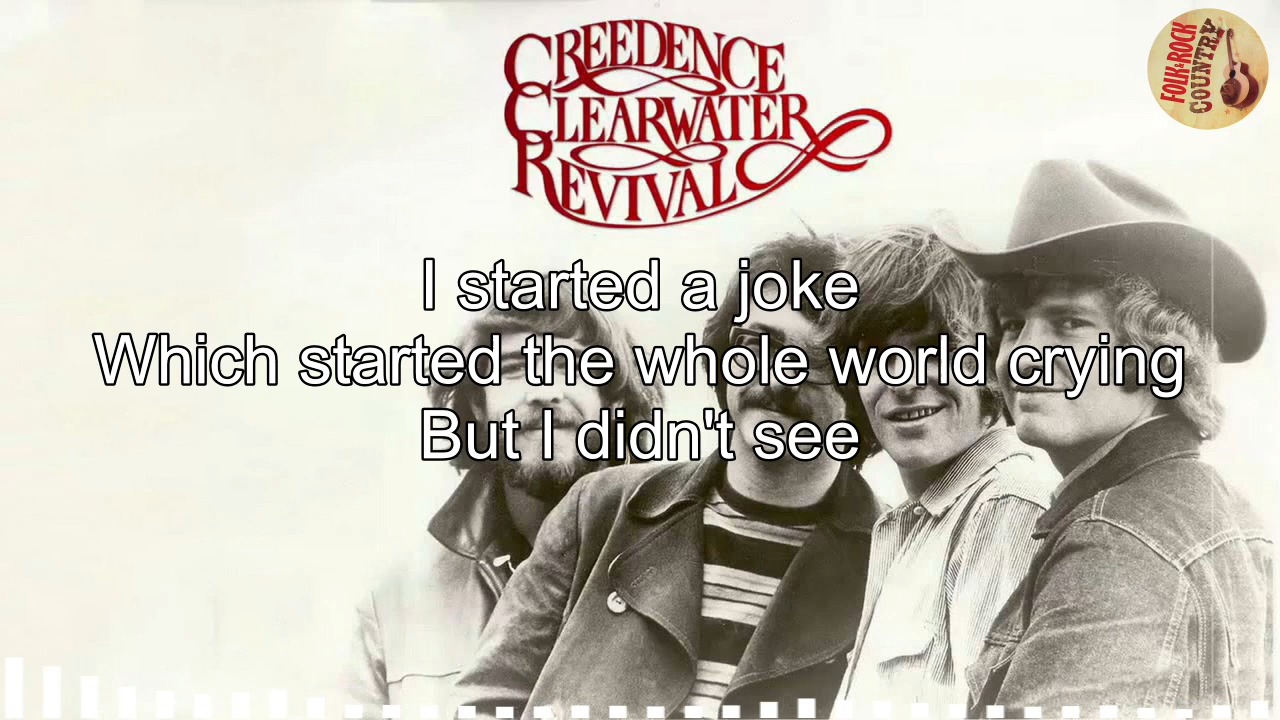 CREEDENCE
CLEARWATER
REVIVAL
FOLK & ROCK
COUNTRY
I started a joke
Which started the whole world crying
But I didn't see